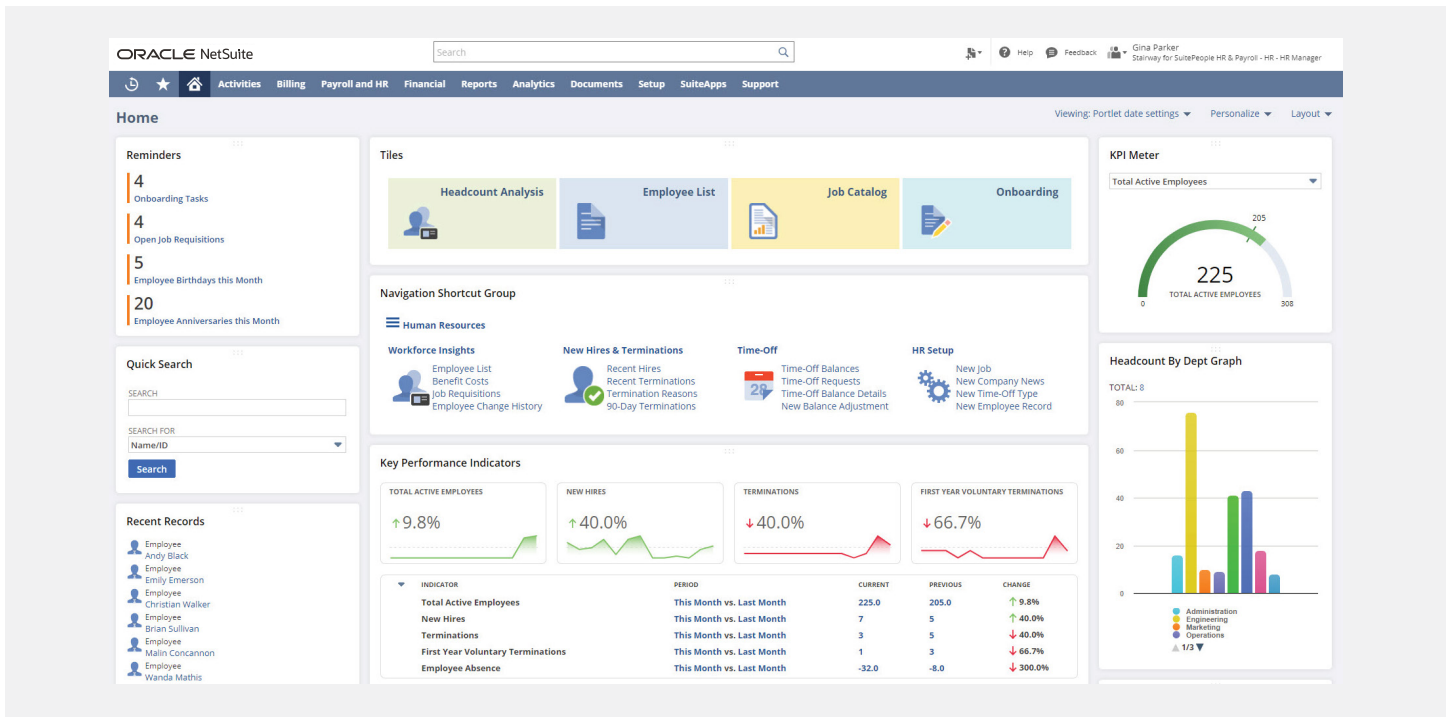 ORACLE NetSuite
Search
Help
Feedback
Gina Parker
Stairway for SuitePeople HR & Payroll - HR - HR Manager
Activities Billing Payroll and HR Financial Reports Analytics Documents Setup SuiteApps Support
Home
Viewing: Portlet date settings Personalize Layout
Reminders
4
Onboarding Tasks
4
Open Job Requisitions
5
Employee Birthdays this Month
20
Employee Anniversaries this Month
Quick Search
SEARCH
SEARCH FOR
Name/ID
Search
Recent Records
Employee
Andy Black
Employee
Emily Emerson
Employee
Christian Walker
Employee
Brian Sullivan
Employee
Malin Concannon
Employee
Wanda Mathis
Tiles
Headcount Analysis
Employee List
Job Catalog
Onboarding
Navigation Shortcut Group
Human Resources
Workforce Insights
Employee List
Benefit Costs
Job Requisitions
Employee Change History
New Hires & Terminations
Recent Hires
Recent Terminations
Termination Reasons
90-Day Terminations
Time-Off
28
Time-Off Balances
Time-Off Requests
Time-Off Balance Details
New Balance Adjustment
HR Setup
New Job
New Company News
New Time-Off Type
New Employee Record
Key Performance Indicators
TOTAL ACTIVE EMPLOYEES
↑9.8%
NEW HIRES
↑40.0%
TERMINATIONS
↓40.0%
FIRST YEAR VOLUNTARY TERMINATIONS
↓66.7%
INDICATOR PERIOD CURRENT PREVIOUS CHANGE
Total Active Employees This Month vs. Last Month 225.0 205.0 ↑ 9.8%
New Hires This Month vs. Last Month 7 5 ↑ 40.0%
Terminations This Month vs. Last Month 3 5 ↓ 40.0%
First Year Voluntary Terminations This Month vs. Last Month 1 3 ↓ 66.7%
Employee Absence This Month vs. Last Month -32.0 -8.0 ↓ 300.0%
KPI Meter
Total Active Employees
205
225
TOTAL ACTIVE EMPLOYEES
0
308
Headcount By Dept Graph
TOTAL: 8
80
60
40
20
0
Administration
Engineering
Marketing
Operations
1/3